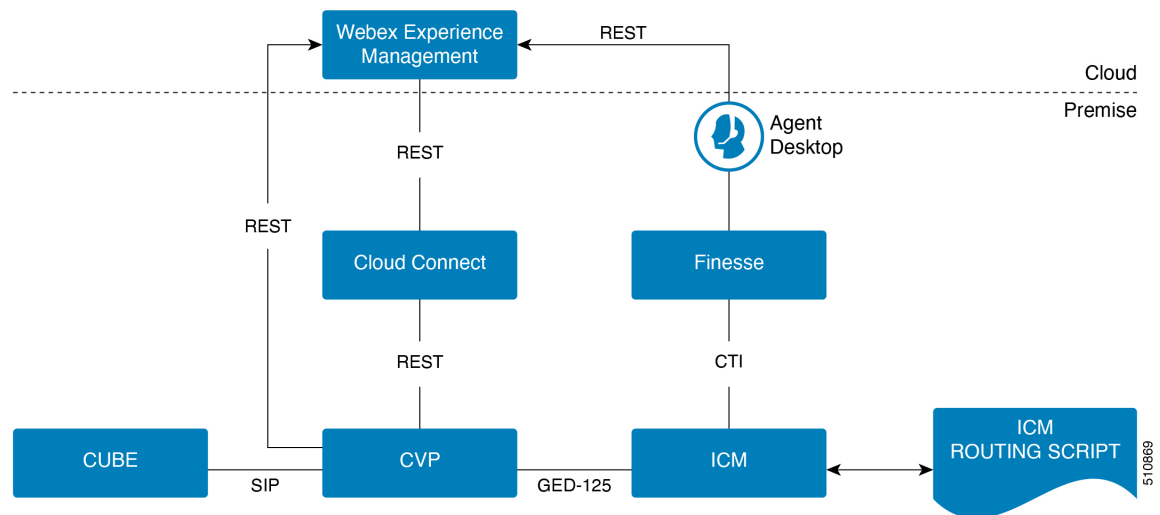 Webex Experience
Management
REST
Cloud
Premise
Agent
Desktop
REST
REST
Cloud Connect
Finesse
REST
CTI
CUBE
SIP
CVP
GED-125
ICM
ICM
ROUTING SCRIPT
510869